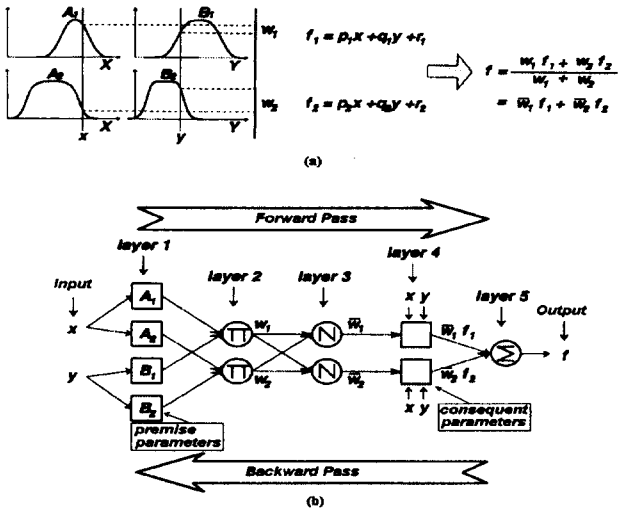 A₁ B₁
w₁ f₁ = p₁x +q₁y +r₁
X Y
A₂ B₂
w₂ f₂ = p₂x +q₂y +r₂
X Y
x y
f = w₁ f₁ + w₂ f₂ / w₁ + w₂
= w̅₁ f₁ + w̅₂ f₂
(a)
Forward Pass
layer 1 layer 4
Input layer 2 layer 3 x y layer 5 Output
A₁
x w₁ w̅₁ w̅₁ f₁
A₂ Π N
Σ f
y B₁ Π w₂ N w̅₂ w₂ f₂
B₂ x y
premise parameters
consequent parameters
Backward Pass
(b)